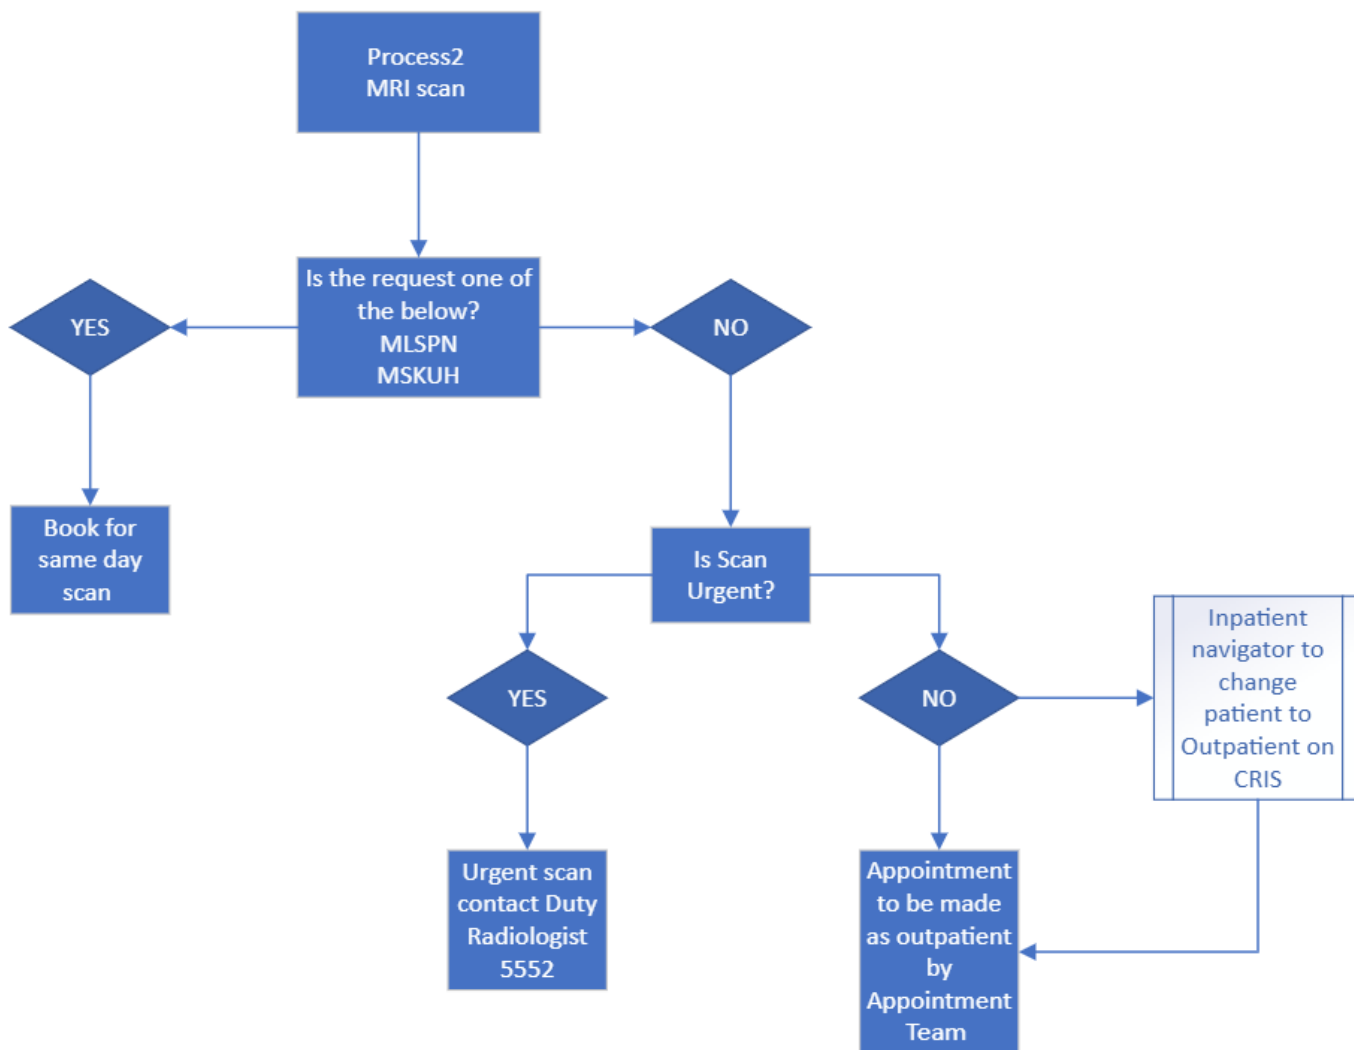 Process2
MRI scan
Is the request one of
the below?
MLSPN
MSKUH
YES
NO
Book for
same day
scan
Is Scan
Urgent?
YES
NO
Inpatient
navigator to
change
patient to
Outpatient on
CRIS
Urgent scan
contact Duty
Radiologist
5552
Appointment
to be made
as outpatient
by
Appointment
Team